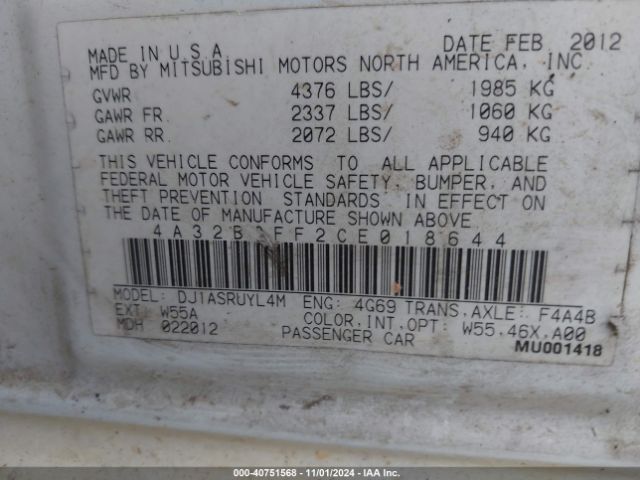 MADE IN U.S.A. DATE FEB 2012
MFD BY MITSUBISHI MOTORS NORTH AMERICA, INC.
GVWR 4376 LBS/ 1985 KG
GAWR FR. 2337 LBS/ 1060 KG
GAWR RR. 2072 LBS/ 940 KG
THIS VEHICLE CONFORMS TO ALL APPLICABLE
FEDERAL MOTOR VEHICLE SAFETY, BUMPER, AND
THEFT PREVENTION STANDARDS IN EFFECT ON
THE DATE OF MANUFACTURE SHOWN ABOVE.
MODEL: DJ1ASRUYL4M ENG: 4G69 TRANS,AXLE: F4A4B
EXT: W55A COLOR,INT,OPT: W55,46X,A00
MDH 022012 PASSENGER CAR
MU001418
000-40751568 - 11/01/2024 - IAA Inc.